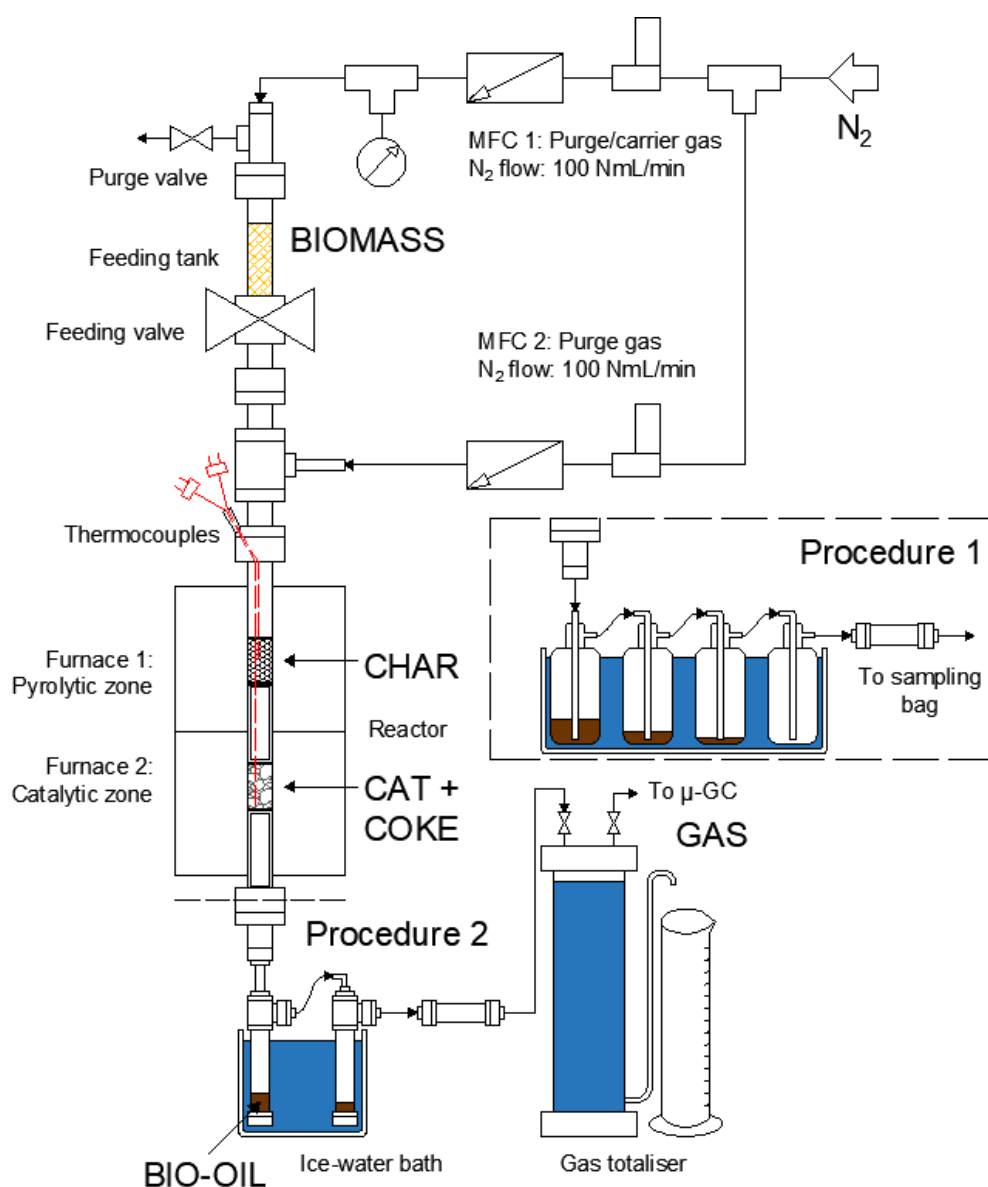 N2
MFC 1: Purge/carrier gas
N2 flow: 100 NmL/min
Purge valve
BIOMASS
Feeding tank
Feeding valve
MFC 2: Purge gas
N2 flow: 100 NmL/min
Thermocouples
Procedure 1
To sampling
bag
Furnace 1:
Pyrolytic zone
CHAR
Reactor
Furnace 2:
Catalytic zone
CAT +
COKE
To μ-GC
GAS
Procedure 2
BIO-OIL
Ice-water bath
Gas totaliser